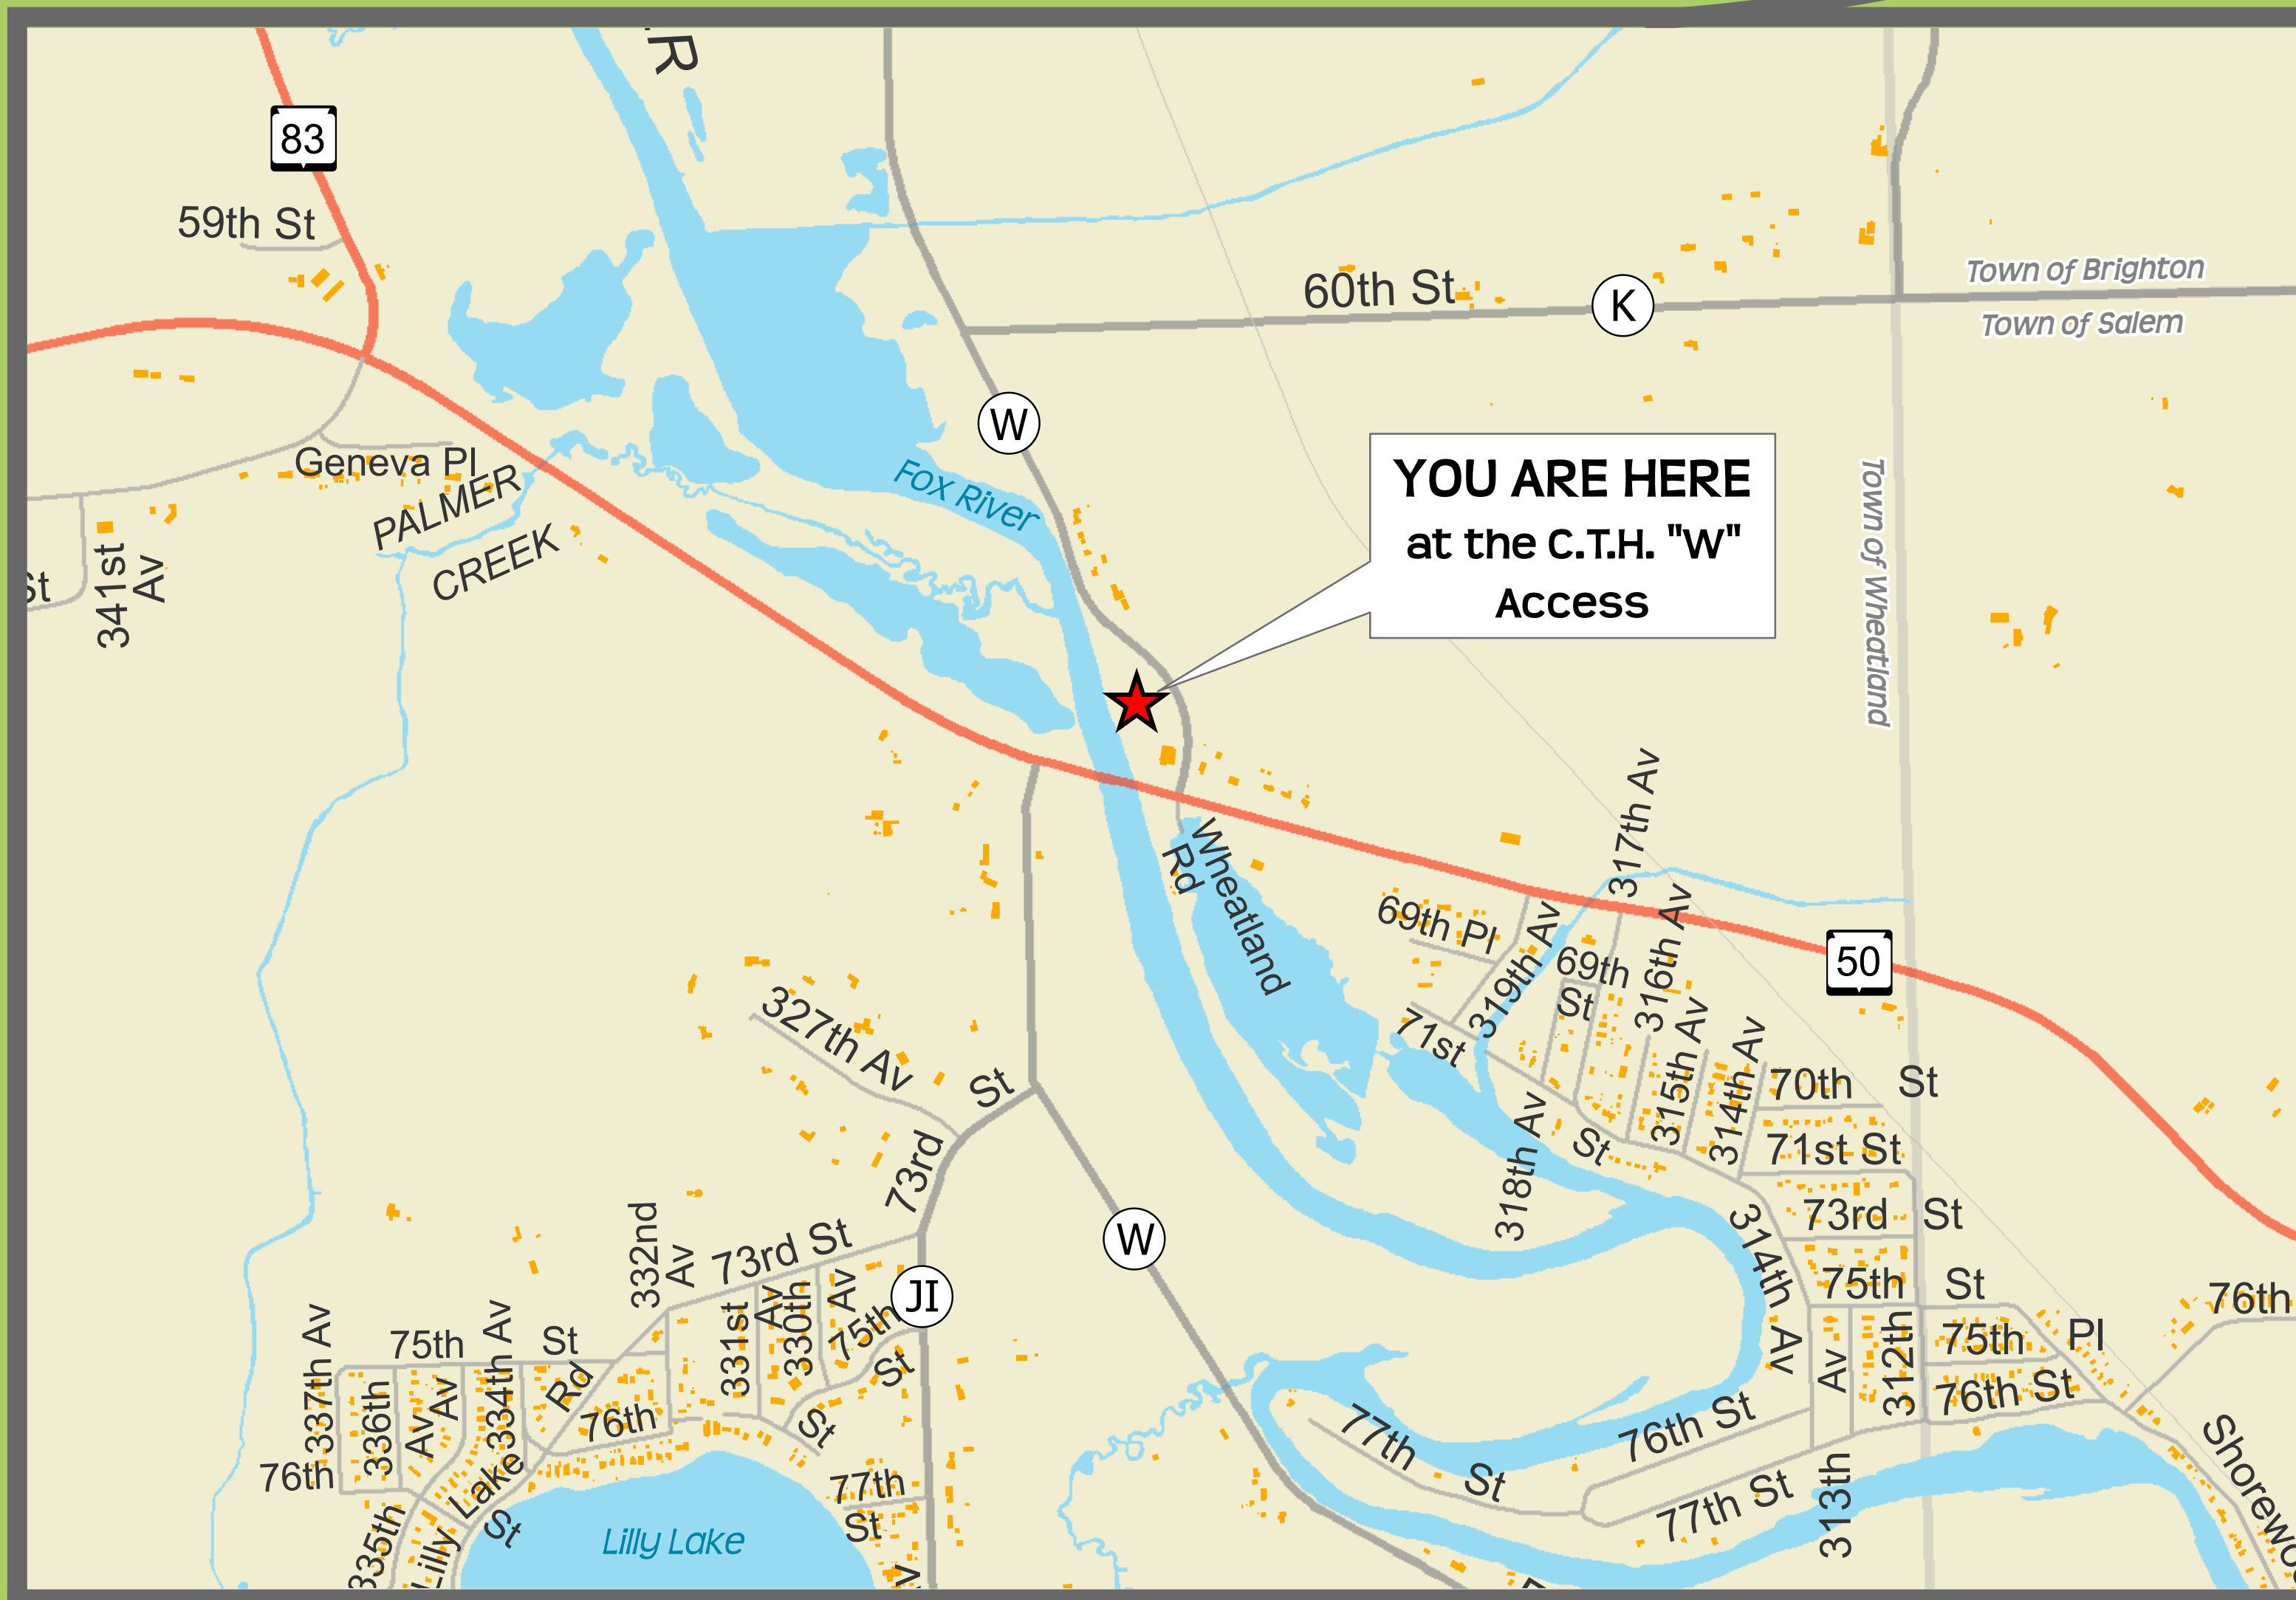 R
83
59th St
60th St
K
Town of Brighton
Town of Salem
W
Fox River
YOU ARE HERE
at the C.T.H. "W"
Access
Town of Wheatland
Geneva Pl
PALMER
CREEK
341st
Av
St
317th Av
Wheatland
Rd
69th Pl
319th Av
69th
St
316th Av
50
71st
St
315th Av
314th Av
318th Av
70th St
71st St
73rd St
314th Av
75th St
327th Av
73rd St
W
332nd
Av
73rd St
JI
331st
Av
330th
Av
75th
St
St
337th Av
75th St
334th Av
Rd
336th
Av
Av
76th
76th
Lake
Lilly
St
335th
Lilly Lake
77th
St
77th
St
76th St
77th St
Av
312th
313th
75th
Pl
76th St
76th